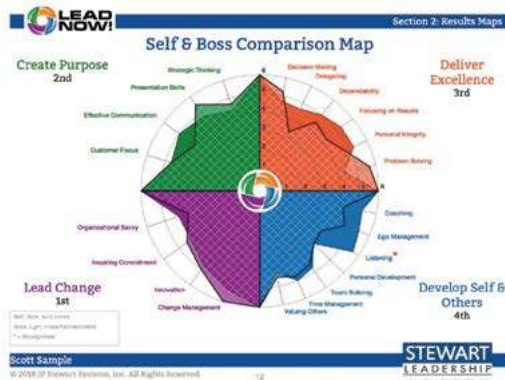 LEAD
NOW!
Section 2: Results Maps
Self & Boss Comparison Map
Create Purpose
2nd
Deliver
Excellence
3rd
Strategic Thinking
Presentation Skills
Effective Communication
Customer Focus
Decision Making
Delegating
Dependability
Focusing on Results
Personal Integrity
Problem Solving
Organizational Savvy
Inspiring Commitment
Innovation
Change Management
Coaching
Ego Management
Listening *
Personal Development
Team Building
Time Management
Valuing Others
Lead Change
1st
Develop Self &
Others
4th
Scott Sample
© 2018 JP Stewart Systems, Inc. All Rights Reserved.
12
STEWART
LEADERSHIP